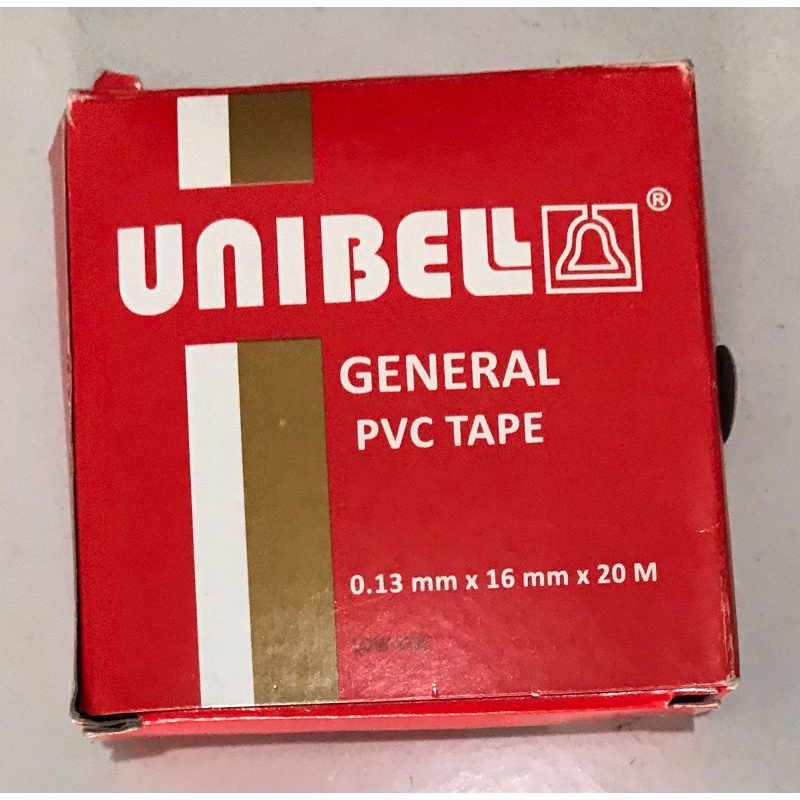 UNIBELL ®
GENERAL
PVC TAPE
0.13 mm x 16 mm x 20 M